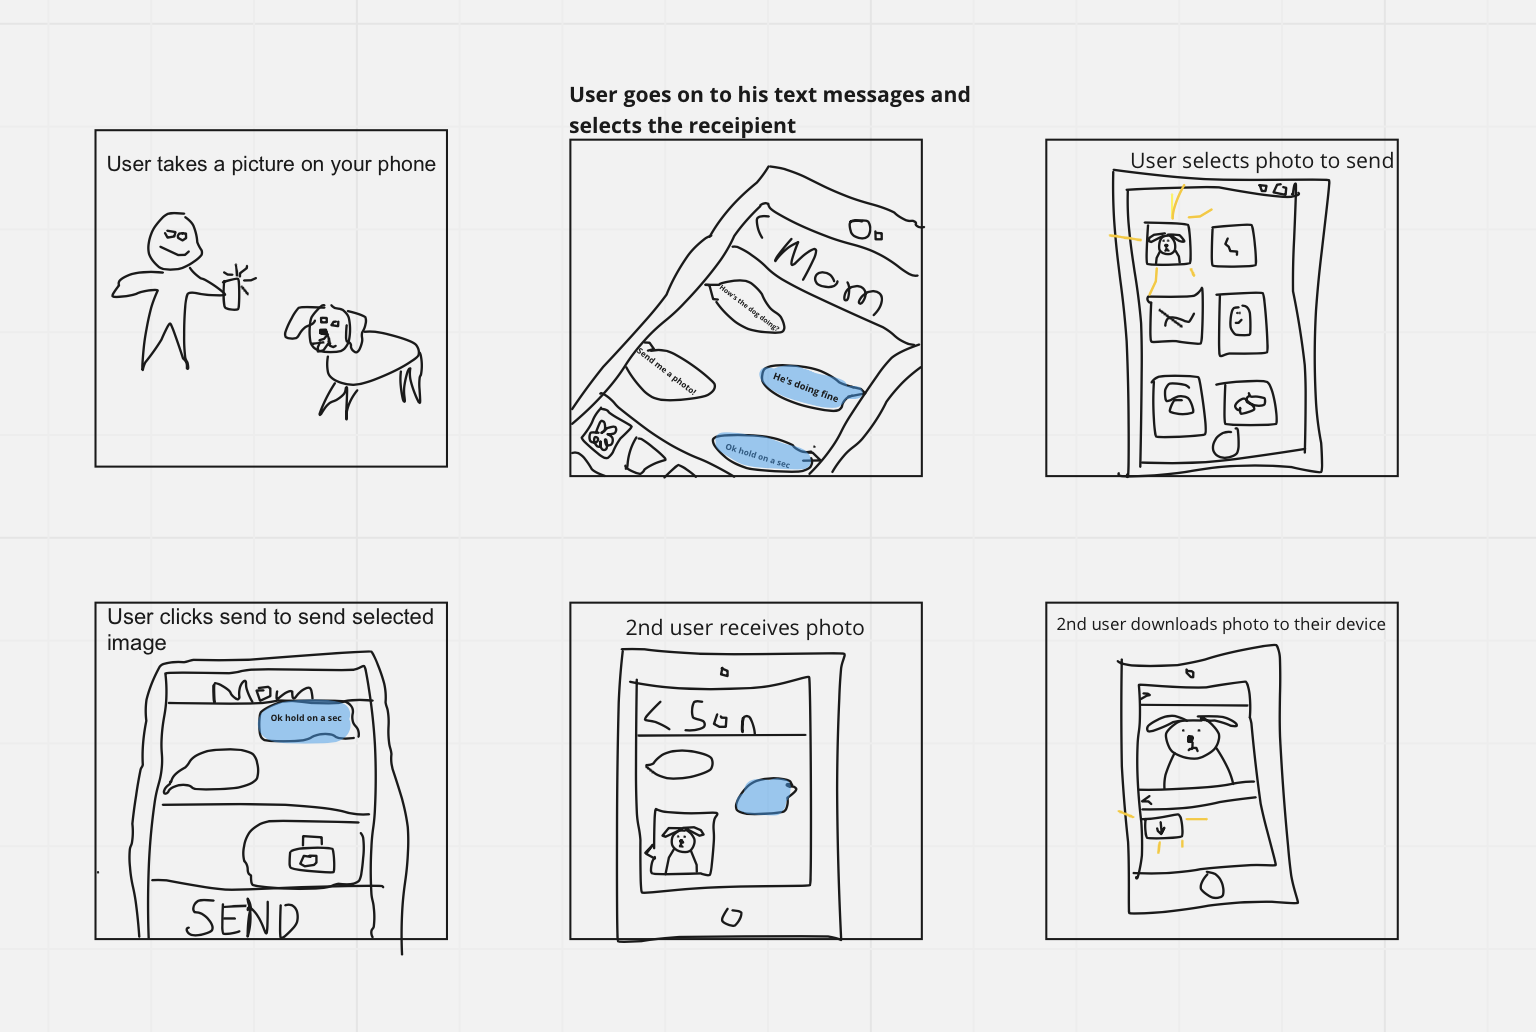 User takes a picture on your phone
User goes on to his text messages and
selects the receipient
Mom
How's the dog doing?
Send me a photo!
He's doing fine
Ok hold on a sec
User selects photo to send
User clicks send to send selected
image
Mom
Ok hold on a sec
SEND
2nd user receives photo
< Son
2nd user downloads photo to their device